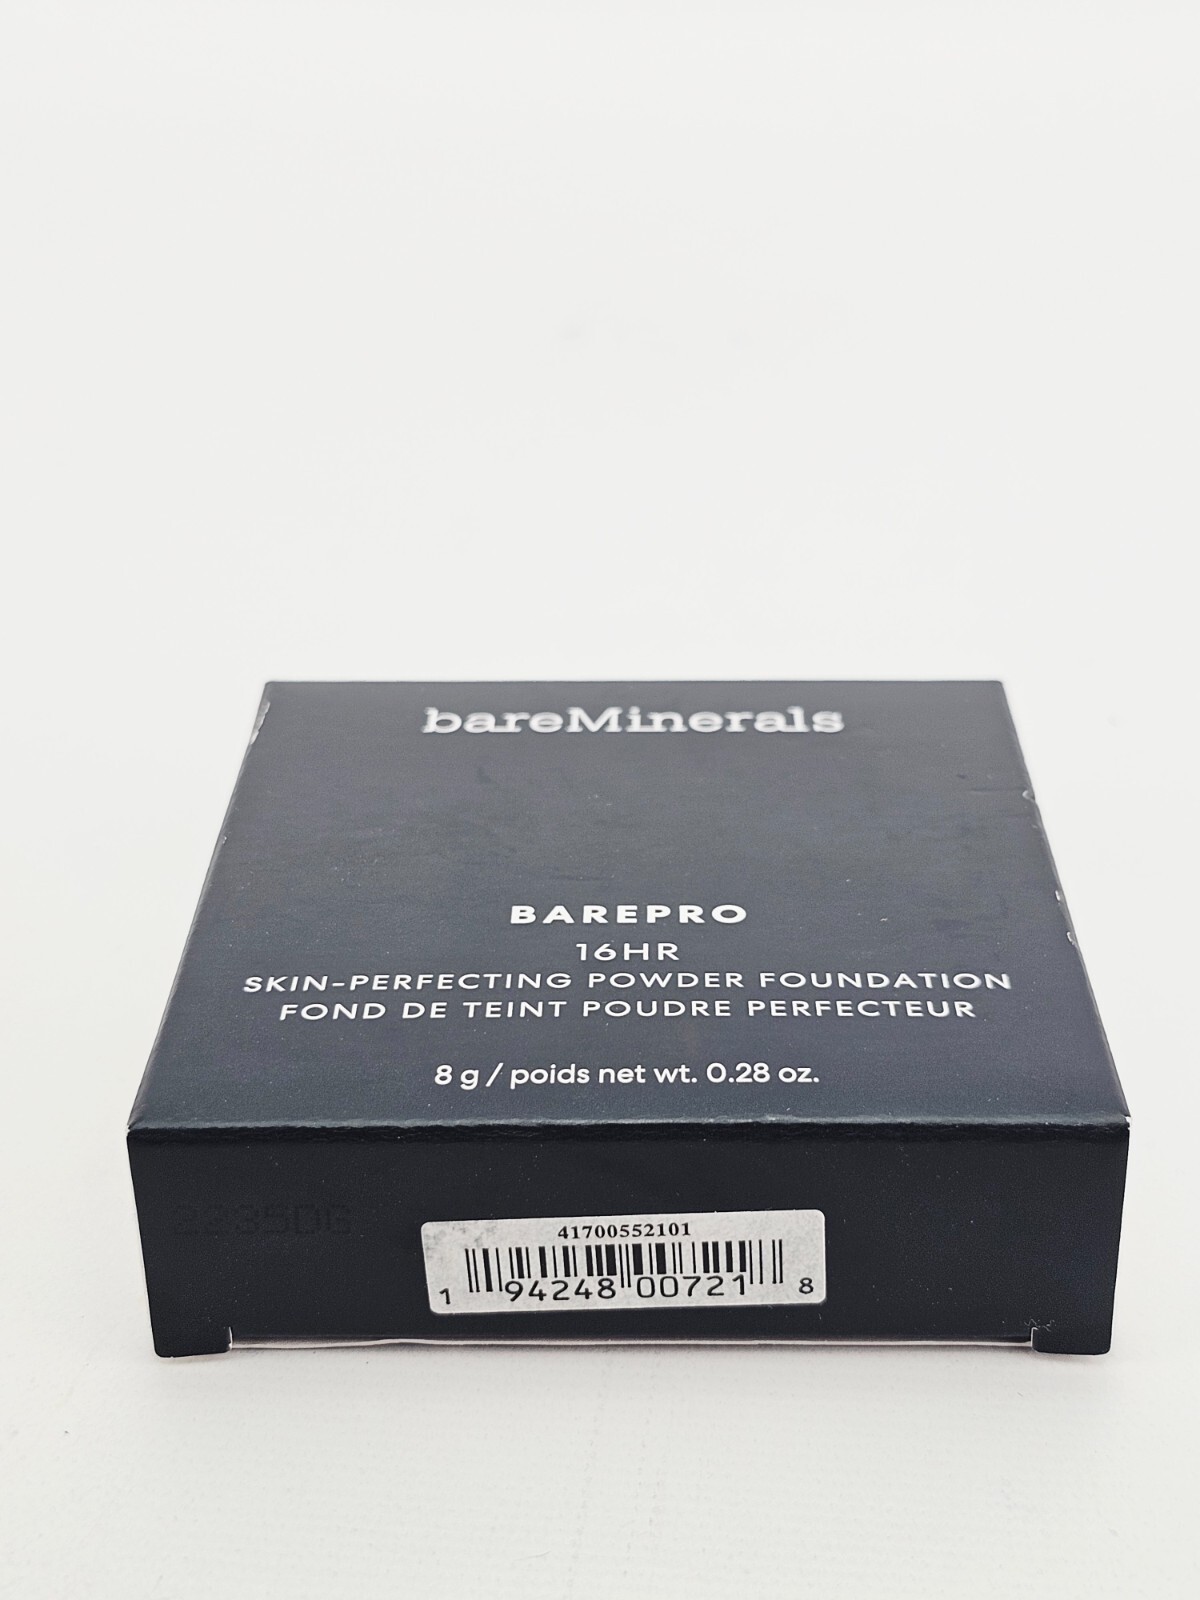 bareMinerals
BAREPRO
16HR
SKIN-PERFECTING POWDER FOUNDATION
FOND DE TEINT POUDRE PERFECTEUR
8 g / poids net wt. 0.28 oz.
41700552101
1 94248 00721 8